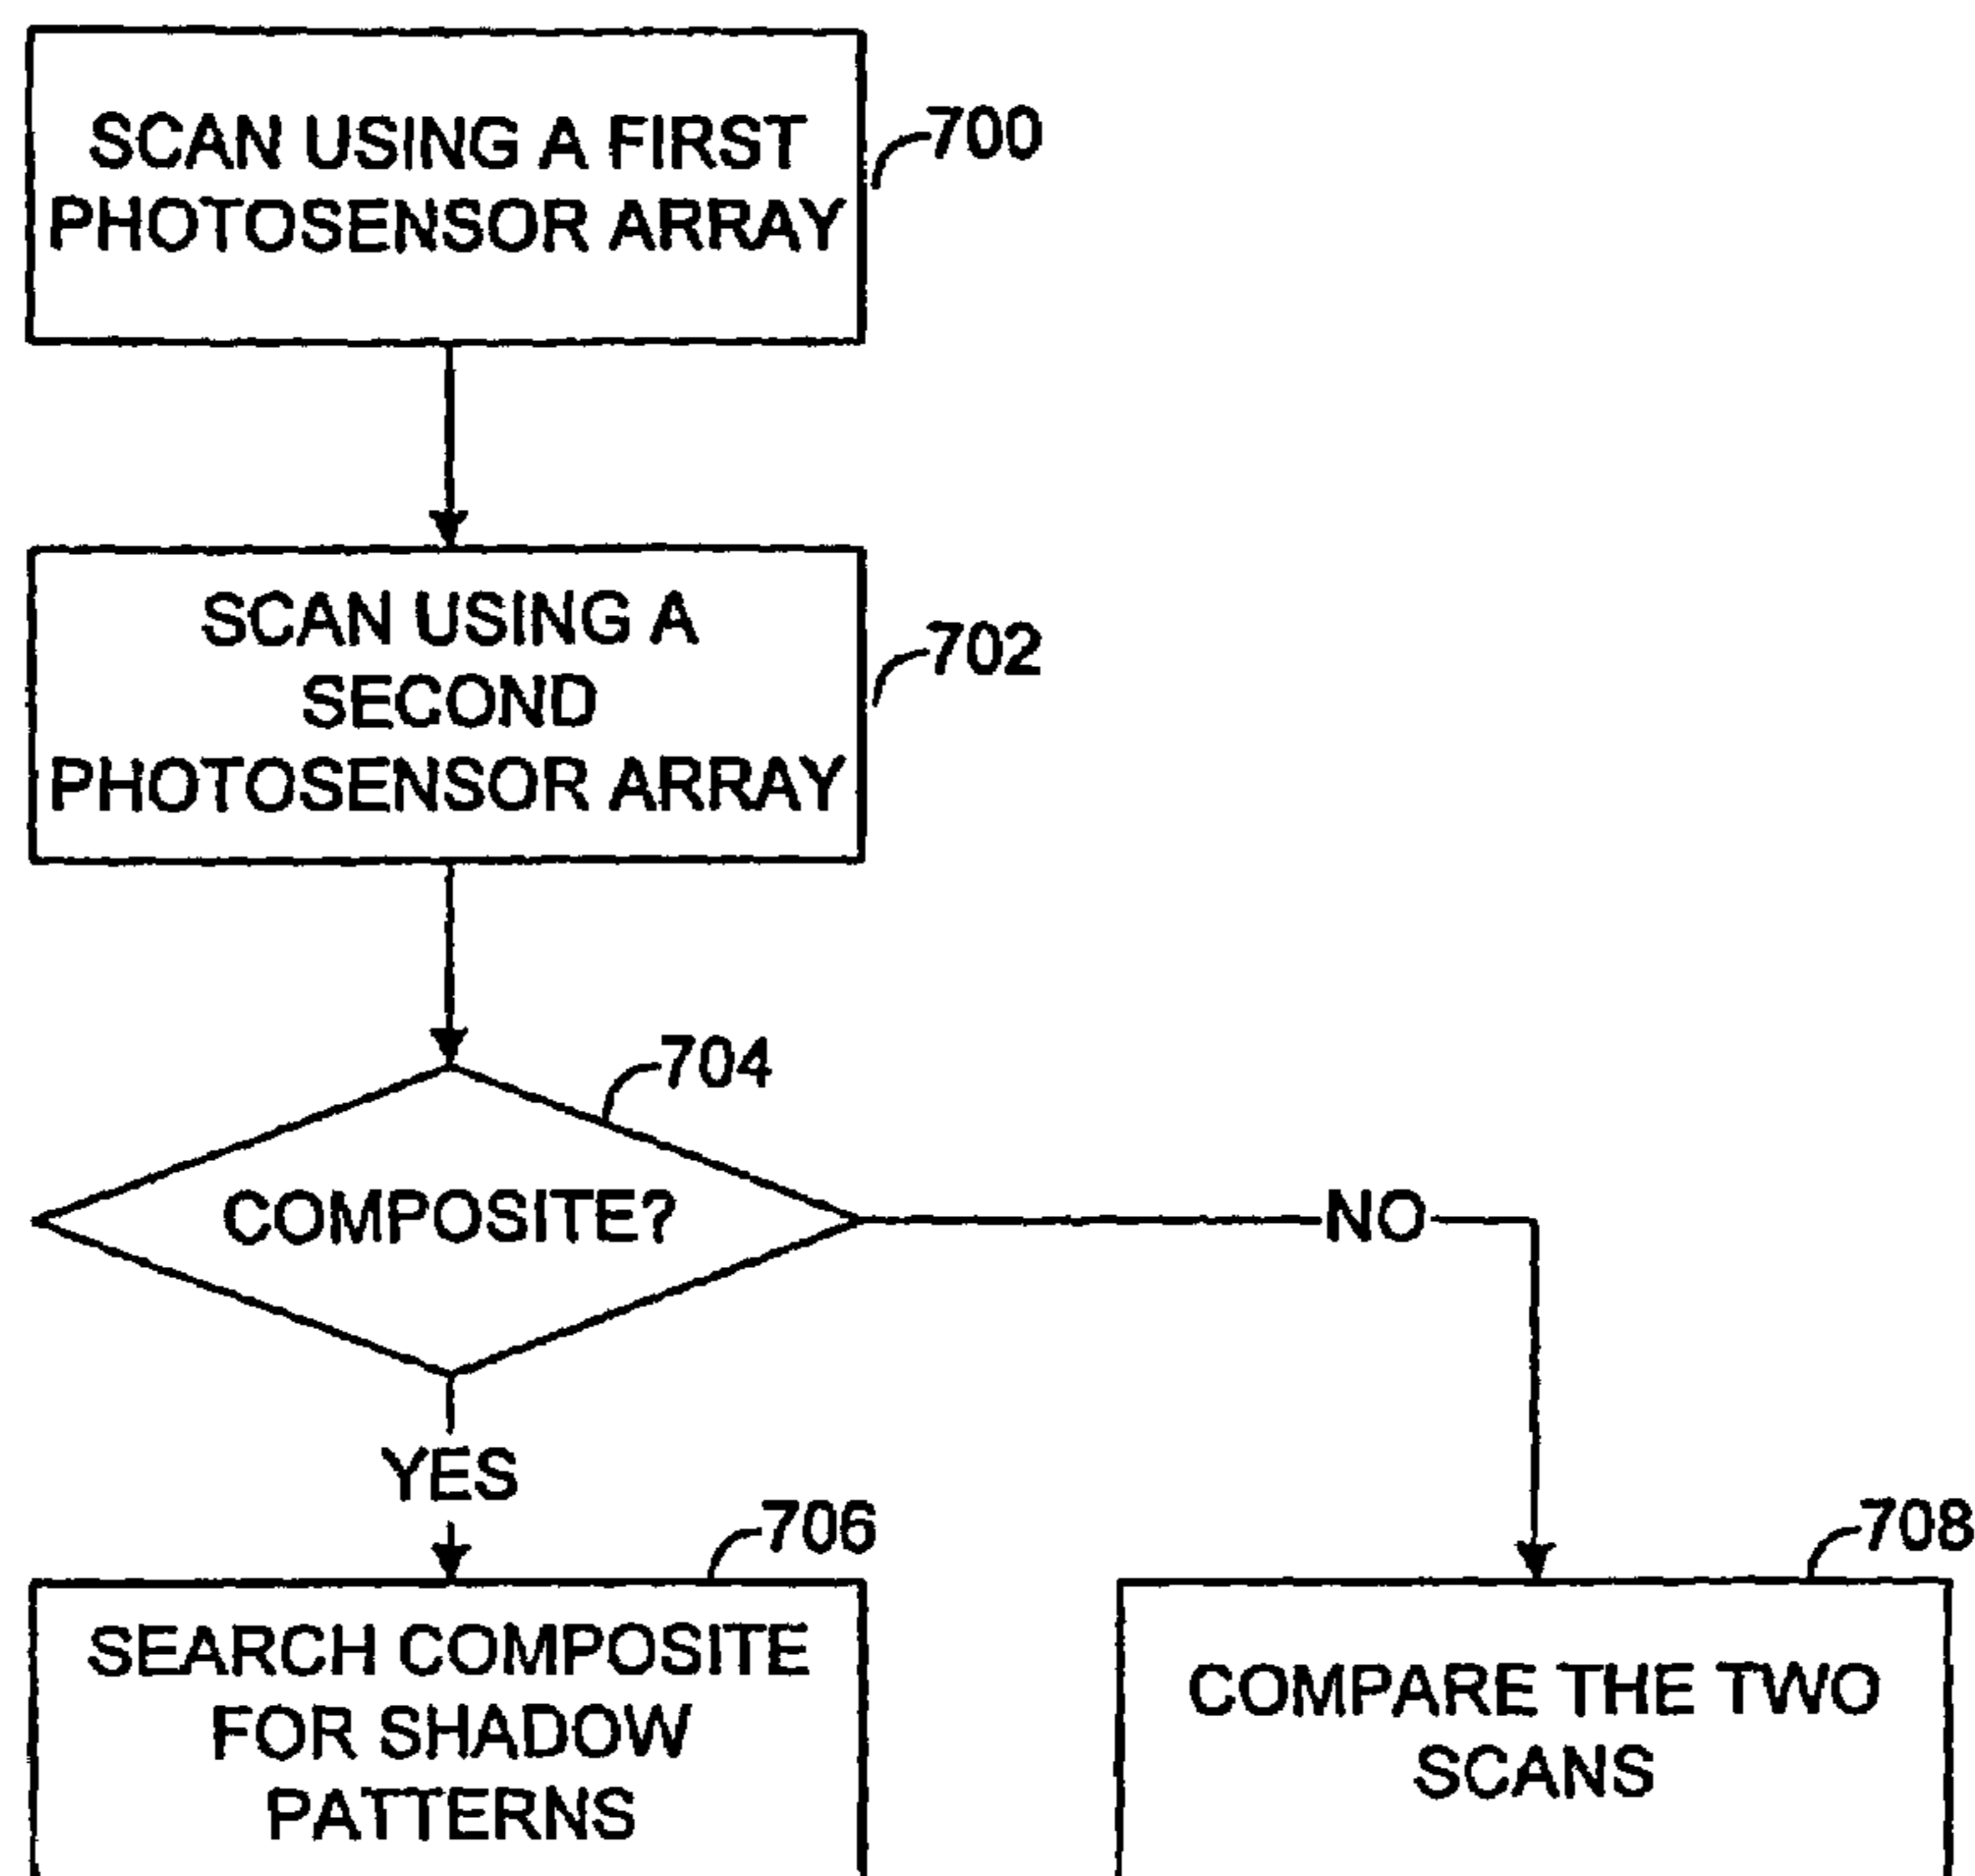 SCAN USING A FIRST
PHOTOSENSOR ARRAY
700
SCAN USING A
SECOND
PHOTOSENSOR ARRAY
702
704
COMPOSITE?
NO
YES
706
708
SEARCH COMPOSITE
FOR SHADOW
PATTERNS
COMPARE THE TWO
SCANS